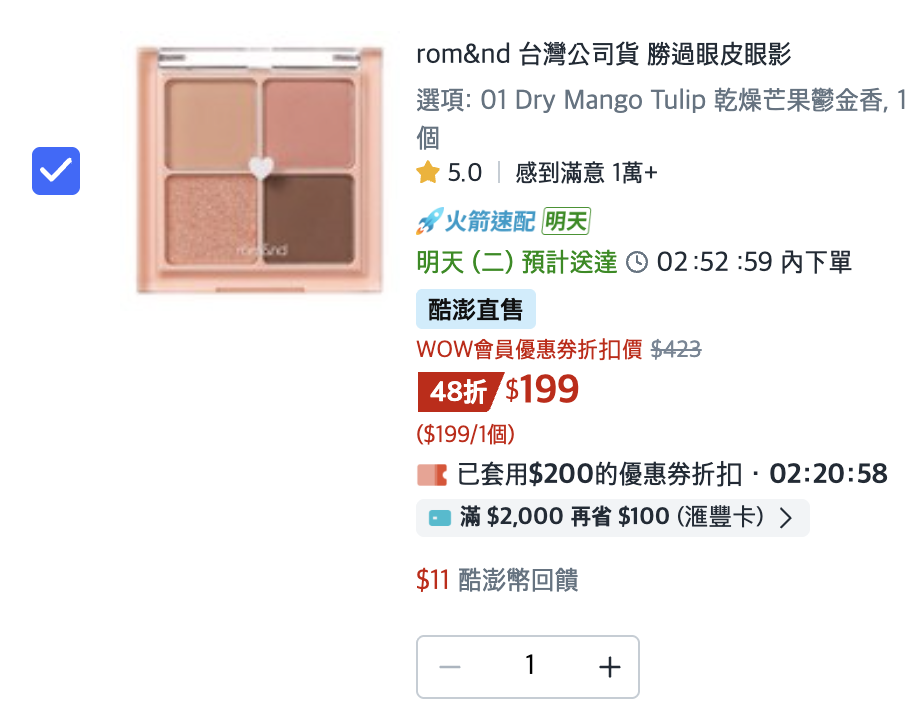 rom&nd 台灣公司貨 勝過眼皮眼影
選項: 01 Dry Mango Tulip 乾燥芒果鬱金香, 1
個
5.0 | 感到滿意 1萬+
火箭速配 明天
明天 (二) 預計送達 02:52 :59 內下單
酷澎直售
WOW會員優惠券折扣價 $423
48折 $199
($199/1個)
已套用$200的優惠券折扣 · 02:20:58
滿 $2,000 再省 $100 (滙豐卡)
$11 酷澎幣回饋
1
rom&nd